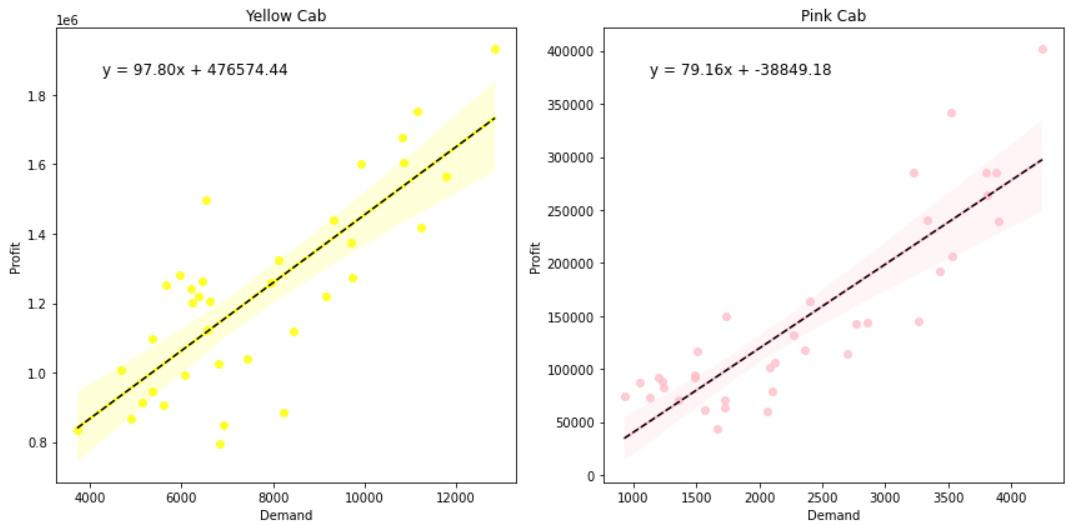 Yellow Cab
1e6
y = 97.80x + 476574.44
1.8
1.6
1.4
1.2
1.0
0.8
Profit
4000 6000 8000 10000 12000
Demand
Pink Cab
y = 79.16x + -38849.18
400000
350000
300000
250000
200000
150000
100000
50000
0
Profit
1000 1500 2000 2500 3000 3500 4000
Demand